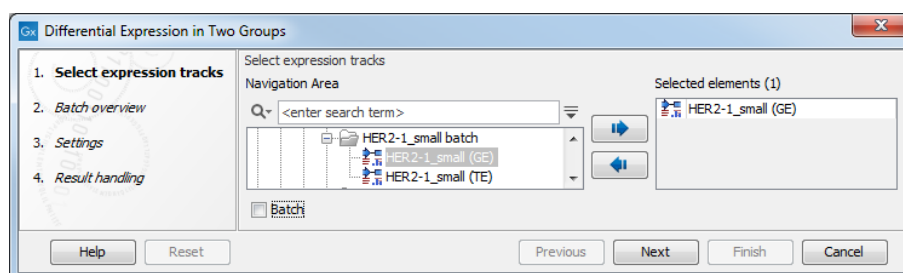 Gx Differential Expression in Two Groups
1. Select expression tracks
2. Batch overview
3. Settings
4. Result handling
Select expression tracks
Navigation Area
<enter search term>
HER2-1_small batch
HER2-1_small (GE)
HER2-1_small (TE)
Batch
Selected elements (1)
HER2-1_small (GE)
Help
Reset
Previous
Next
Finish
Cancel